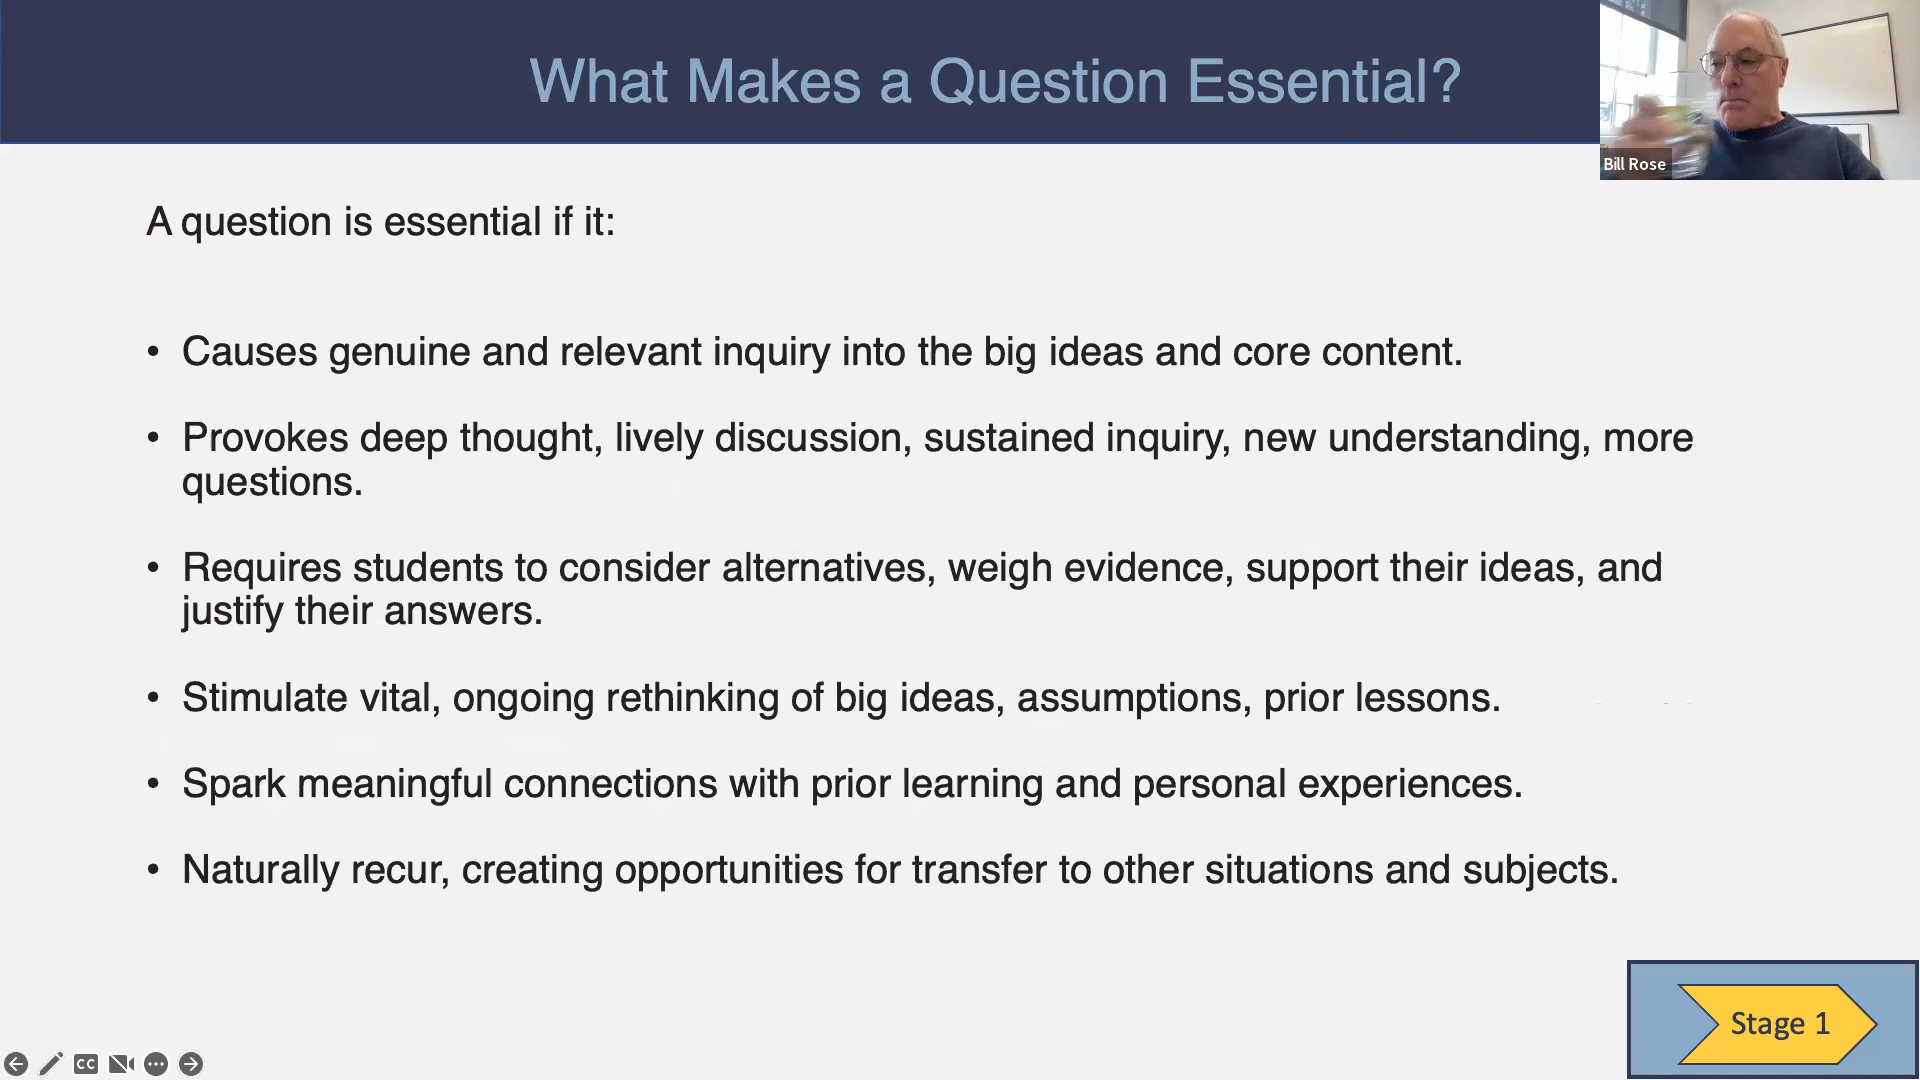 What Makes a Question Essential?
Bill Rose
A question is essential if it:
• Causes genuine and relevant inquiry into the big ideas and core content.
• Provokes deep thought, lively discussion, sustained inquiry, new understanding, more
questions.
• Requires students to consider alternatives, weigh evidence, support their ideas, and
justify their answers.
• Stimulate vital, ongoing rethinking of big ideas, assumptions, prior lessons.
• Spark meaningful connections with prior learning and personal experiences.
• Naturally recur, creating opportunities for transfer to other situations and subjects.
Stage 1
CC